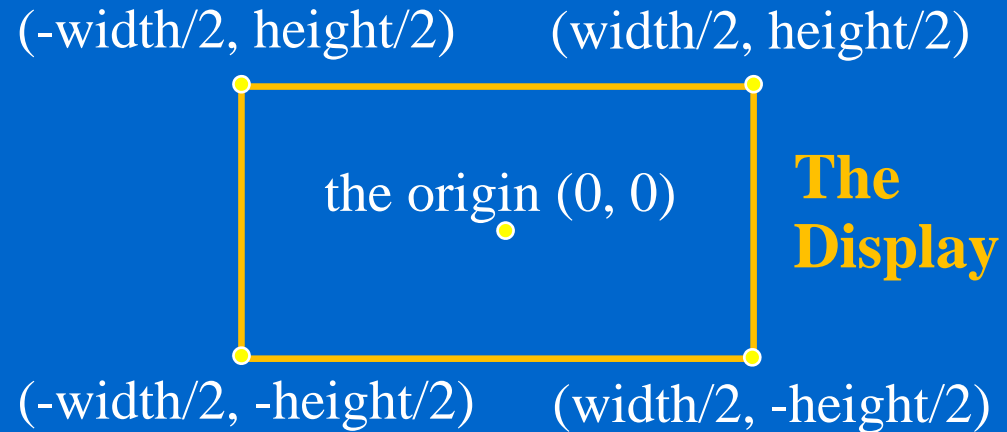 (-width/2, height/2)
(width/2, height/2)
the origin (0, 0)
The
Display
(-width/2, -height/2)
(width/2, -height/2)